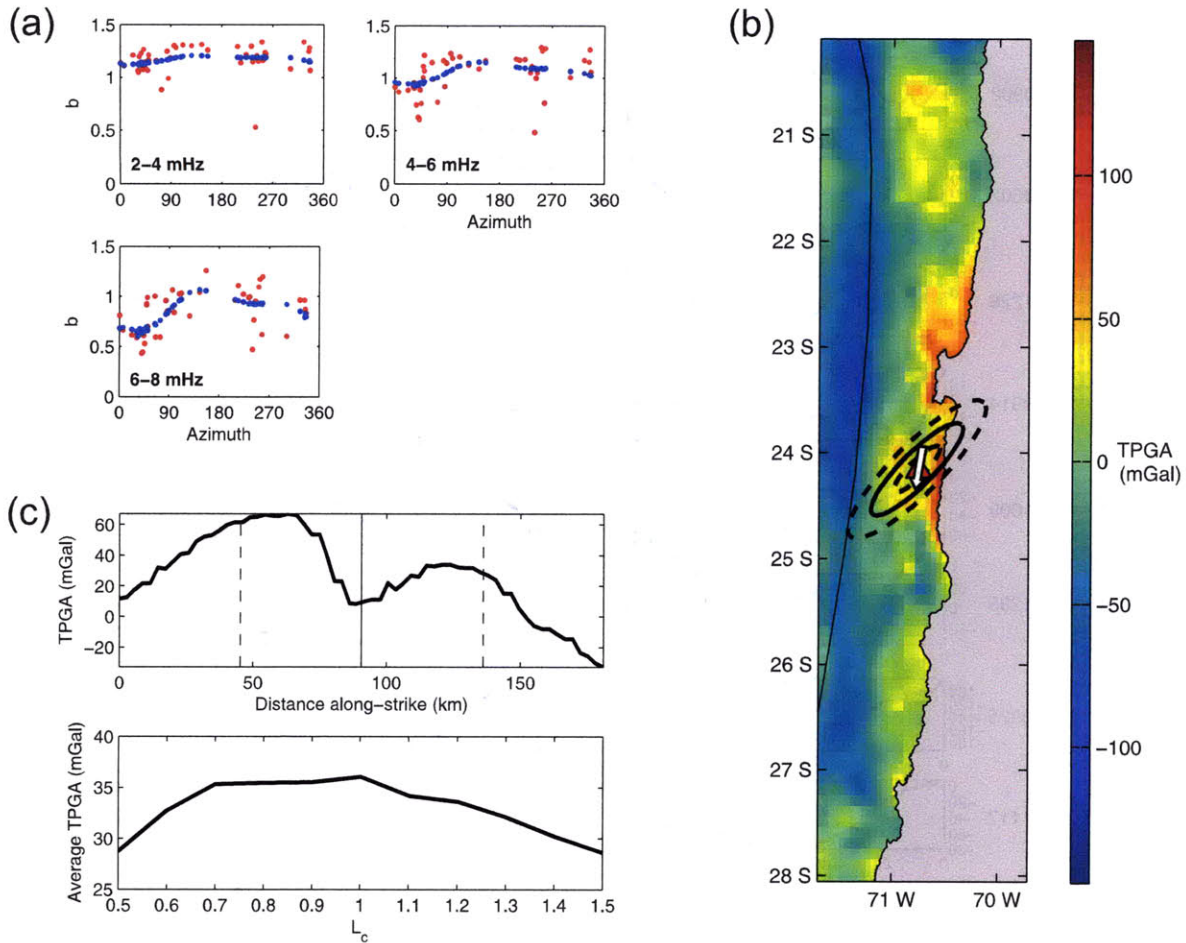 (a)
1.5
1
0.5
0
b
2–4 mHz
0 90 180 270 360
Azimuth
1.5
1
0.5
0
b
4–6 mHz
0 90 180 270 360
Azimuth
1.5
1
0.5
0
b
6–8 mHz
0 90 180 270 360
Azimuth
(b)
21 S
22 S
23 S
24 S
25 S
26 S
27 S
28 S
71 W 70 W
100
50
0
−50
−100
TPGA
(mGal)
(c)
60
40
20
0
−20
TPGA (mGal)
0 50 100 150
Distance along−strike (km)
40
35
30
25
Average TPGA (mGal)
0.5 0.6 0.7 0.8 0.9 1 1.1 1.2 1.3 1.4 1.5
Lc